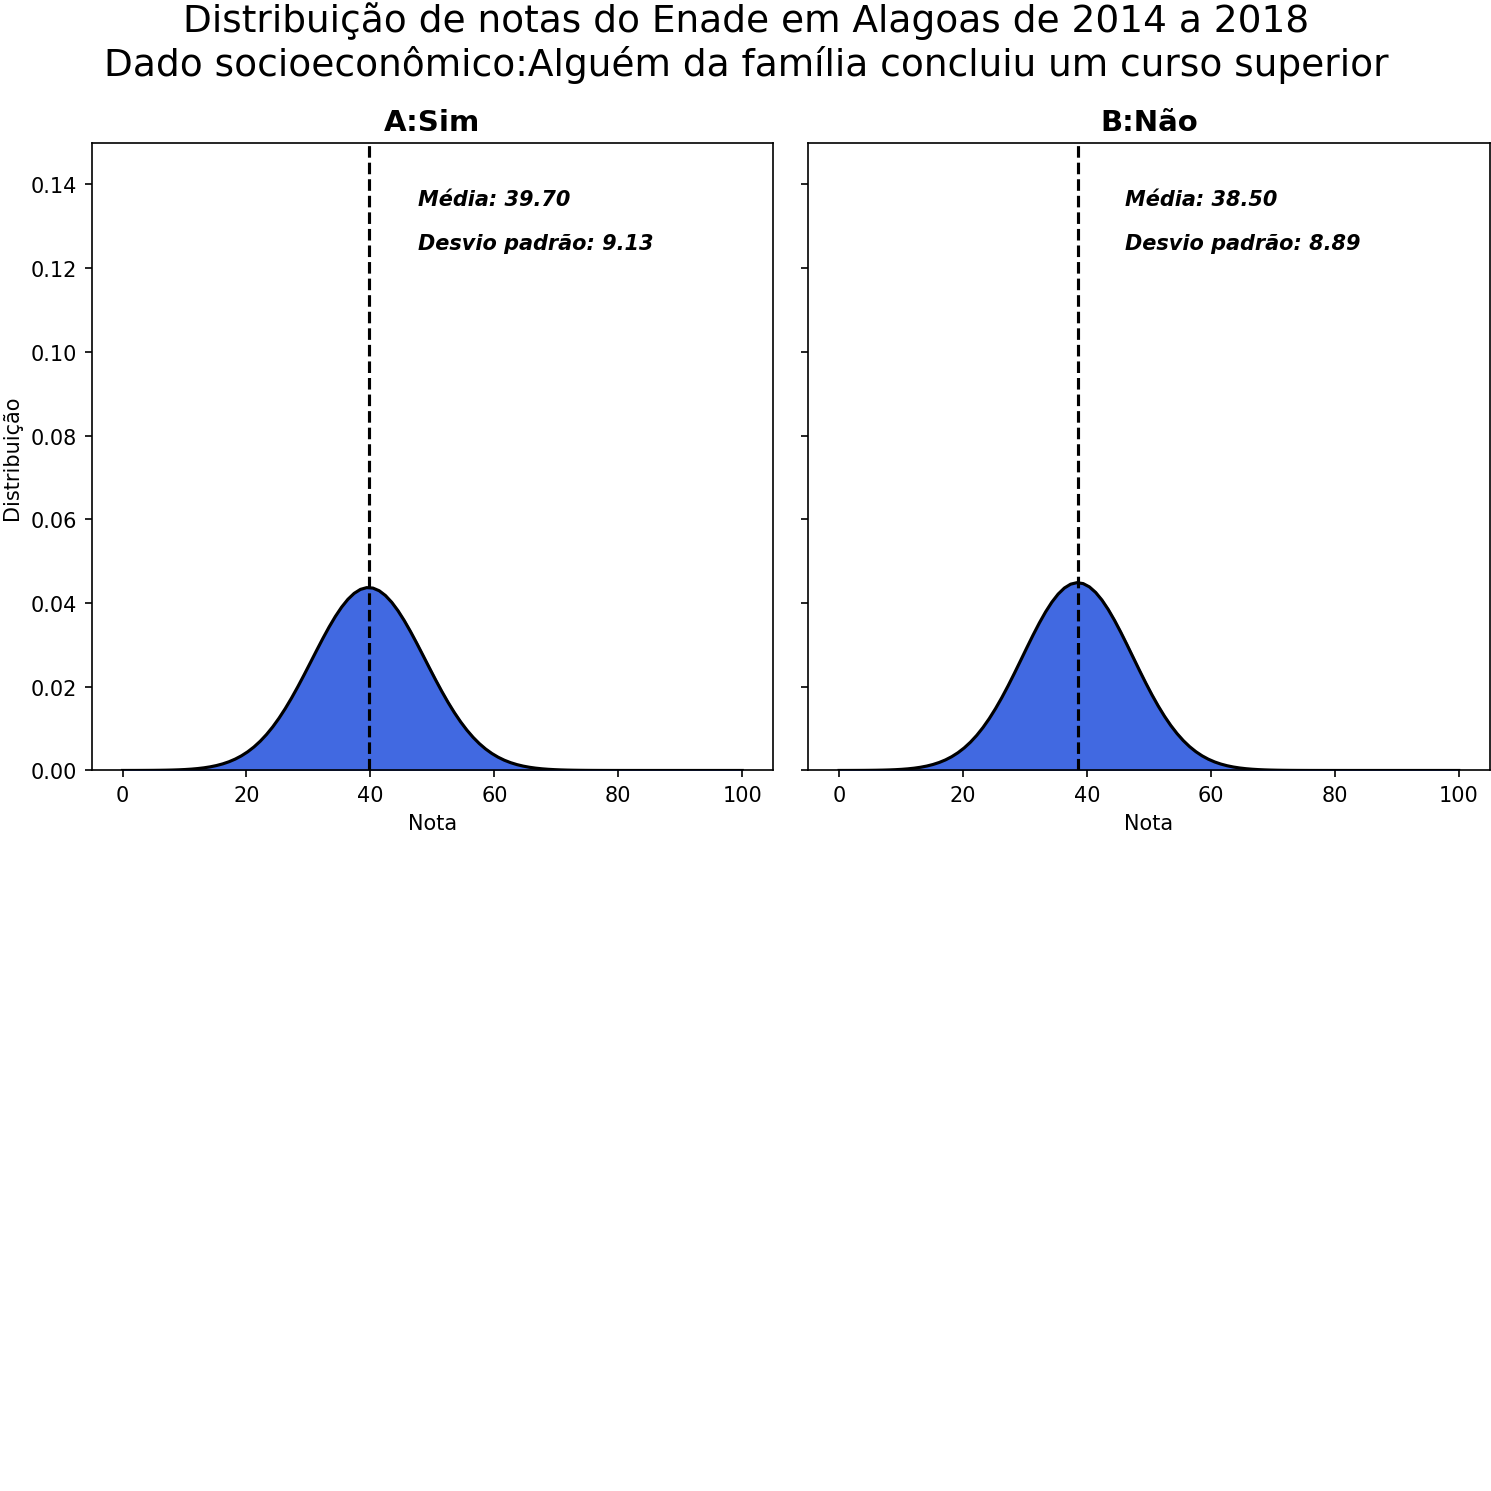 Distribuição de notas do Enade em Alagoas de 2014 a 2018
Dado socioeconômico:Alguém da família concluiu um curso superior
A:Sim
Média: 39.70
Desvio padrão: 9.13
Distribuição
0.14
0.12
0.10
0.08
0.06
0.04
0.02
0.00
0 20 40 60 80 100
Nota
B:Não
Média: 38.50
Desvio padrão: 8.89
0 20 40 60 80 100
Nota